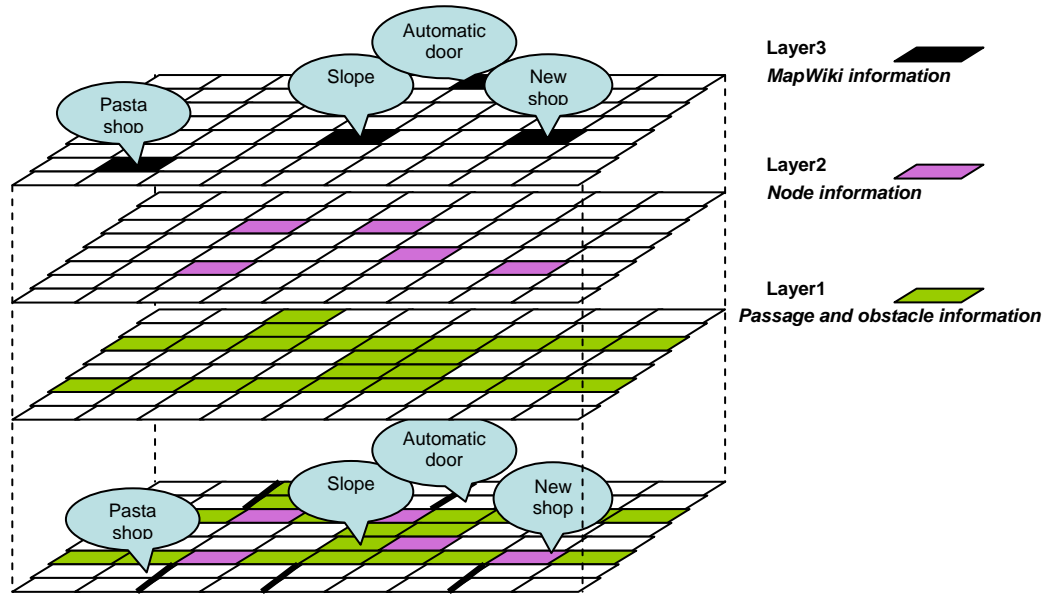 Automatic
door
Slope
New
shop
Pasta
shop
Layer3
MapWiki information
Layer2
Node information
Layer1
Passage and obstacle information
Automatic
door
Slope
New
shop
Pasta
shop